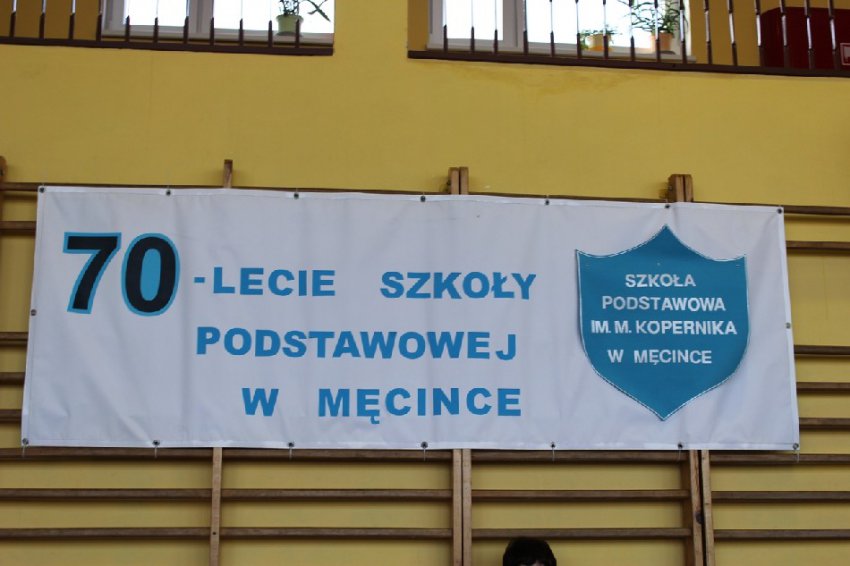 70-LECIE SZKOŁY
PODSTAWOWEJ
W MĘCINCE
SZKOŁA
PODSTAWOWA
IM. M. KOPERNIKA
W MĘCINCE